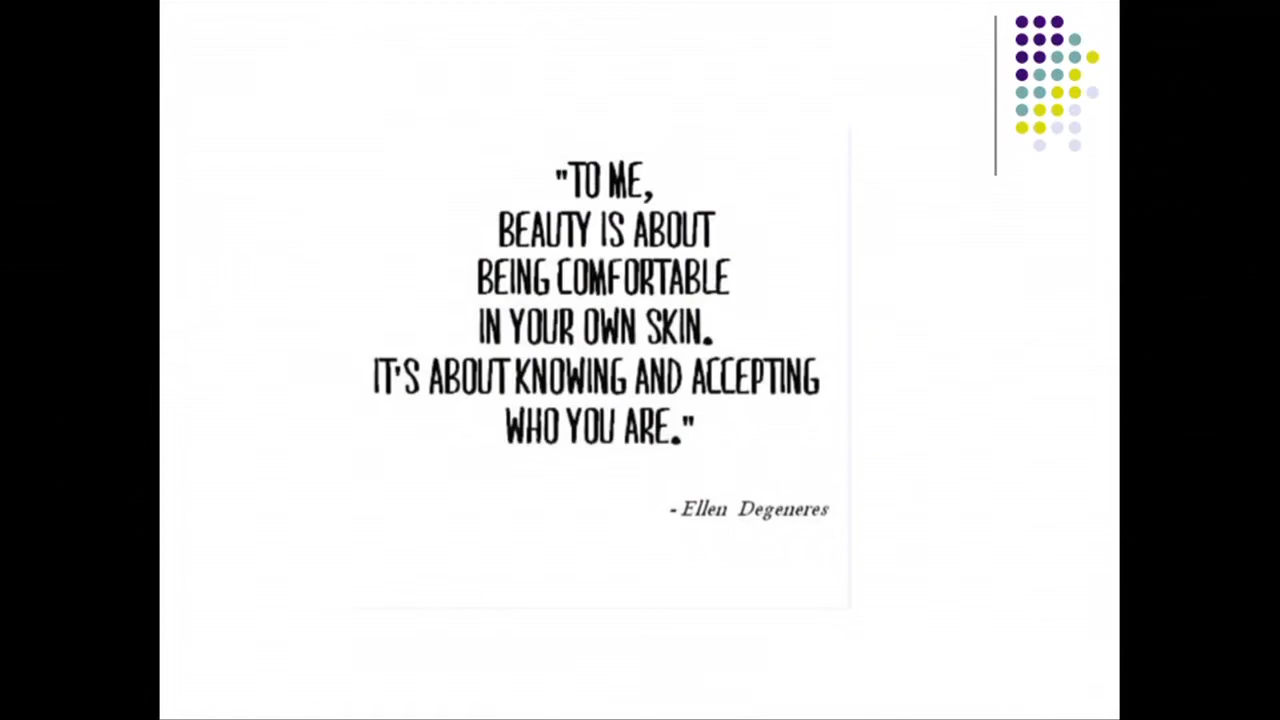 "TO ME,
BEAUTY IS ABOUT
BEING COMFORTABLE
IN YOUR OWN SKIN.
IT'S ABOUT KNOWING AND ACCEPTING
WHO YOU ARE."
- Ellen Degeneres